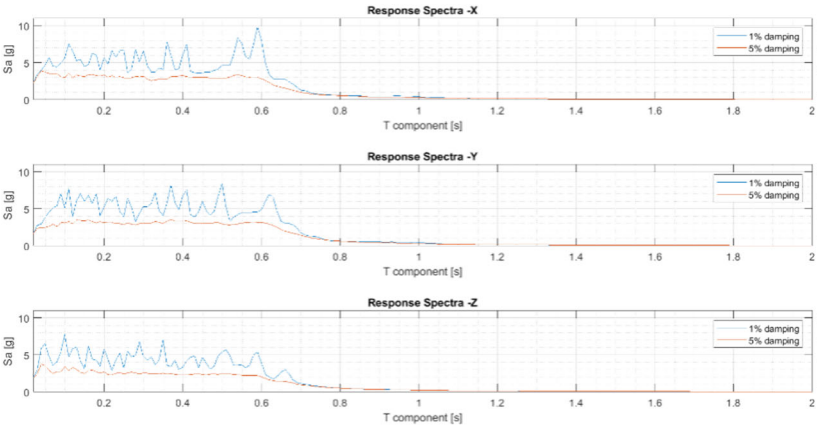 Response Spectra -X
10
5
0
Sa [g]
1% damping
5% damping
0.2 0.4 0.6 0.8 1 1.2 1.4 1.6 1.8 2
T component [s]
Response Spectra -Y
10
5
0
Sa [g]
1% damping
5% damping
0.2 0.4 0.6 0.8 1 1.2 1.4 1.6 1.8 2
T component [s]
Response Spectra -Z
10
5
0
Sa [g]
1% damping
5% damping
0.2 0.4 0.6 0.8 1 1.2 1.4 1.6 1.8 2
T component [s]